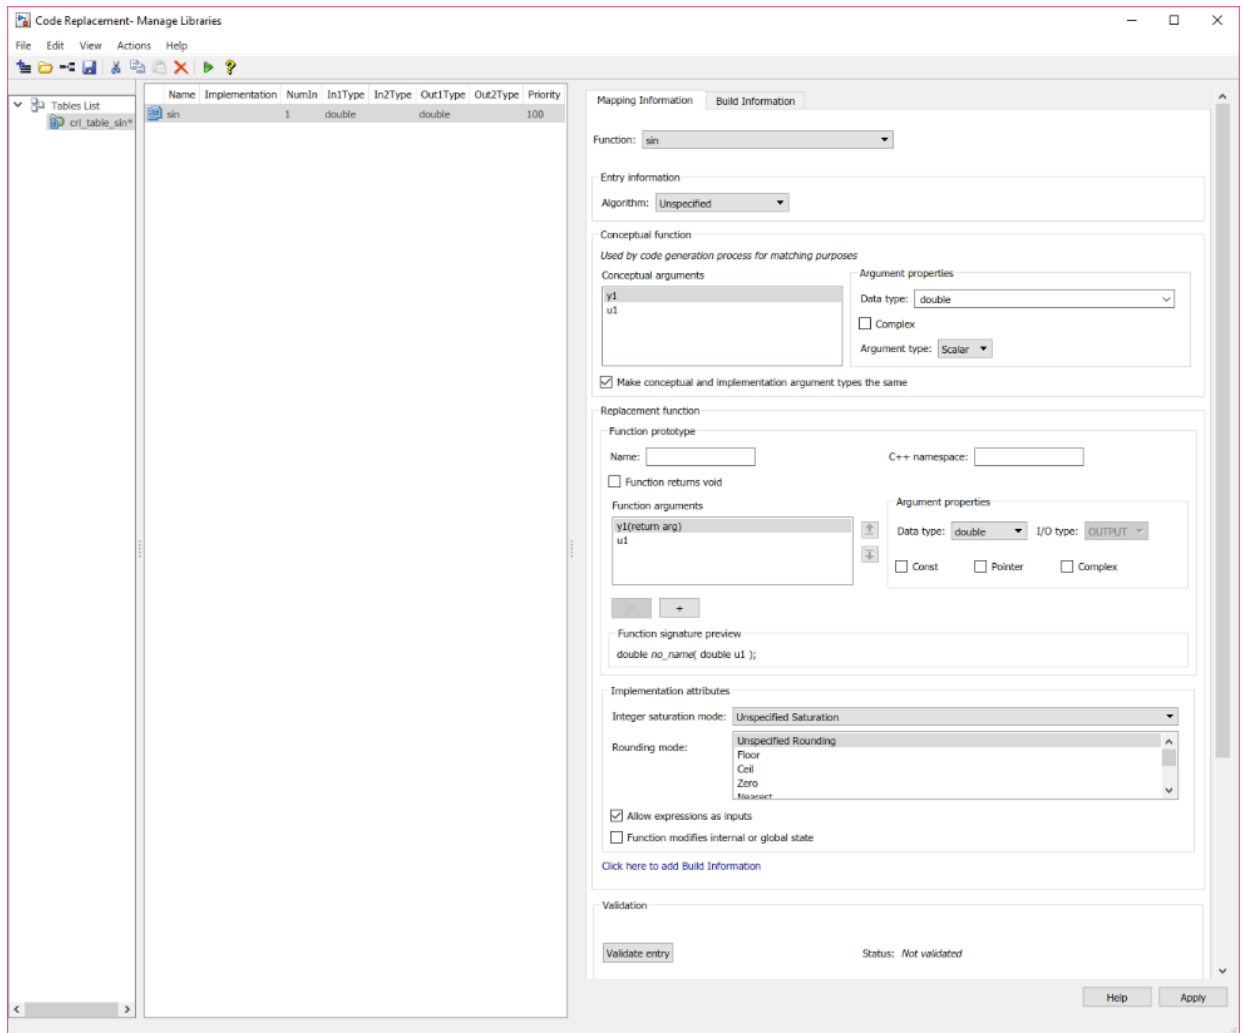 Code Replacement- Manage Libraries
File Edit View Actions Help
Tables List
crl_table_sin*
Name Implementation NumIn In1Type In2Type Out1Type Out2Type Priority
sin 1 double double 100
Mapping Information Build Information
Function: sin
Entry information
Algorithm: Unspecified
Conceptual function
Used by code generation process for matching purposes
Conceptual arguments
y1
u1
Argument properties
Data type: double
Complex
Argument type: Scalar
Make conceptual and implementation argument types the same
Replacement function
Function prototype
Name:
C++ namespace:
Function returns void
Function arguments
y1(return arg)
u1
Argument properties
Data type: double I/O type: OUTPUT
Const Pointer Complex
+
Function signature preview
double no_name( double u1 );
Implementation attributes
Integer saturation mode: Unspecified Saturation
Rounding mode:
Unspecified Rounding
Floor
Ceil
Zero
Nearest
Allow expressions as inputs
Function modifies internal or global state
Click here to add Build Information
Validation
Validate entry
Status: Not validated
Help Apply